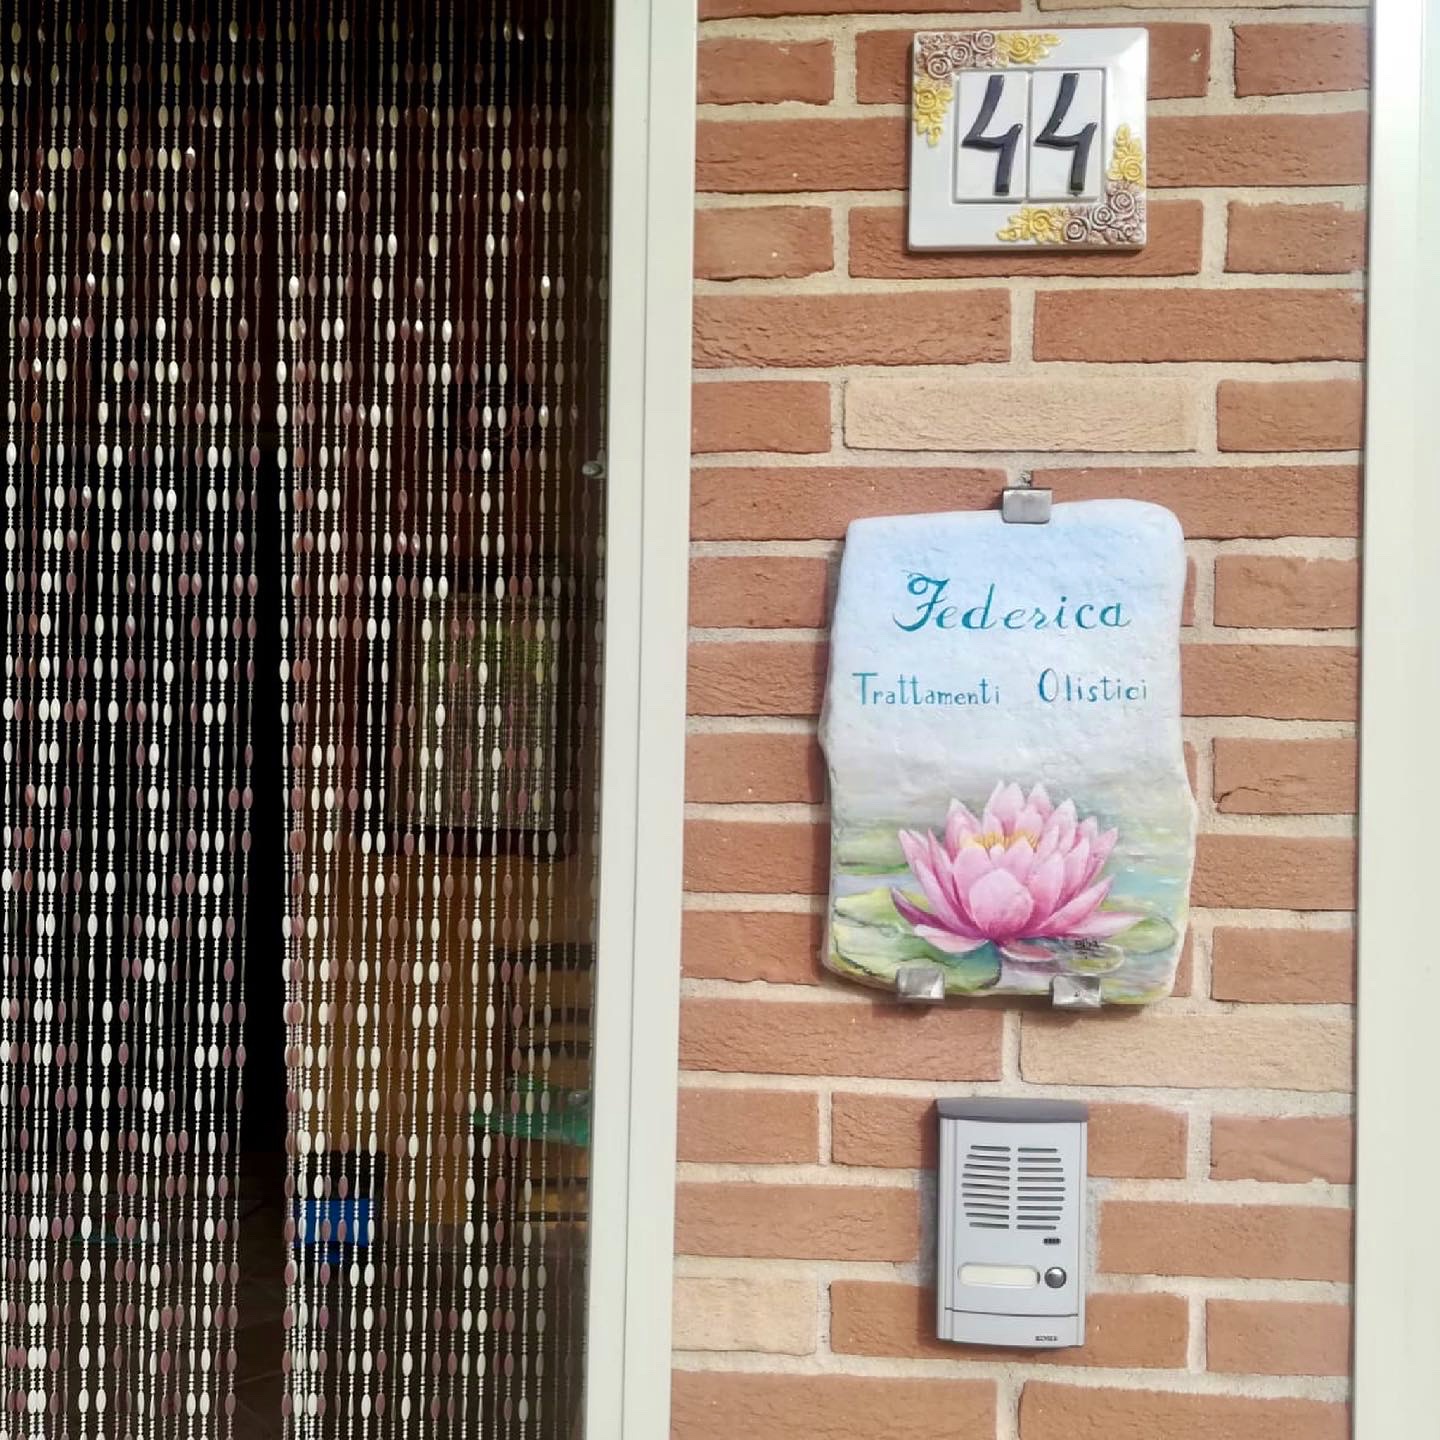 44
Federica
Trattamenti Olistici